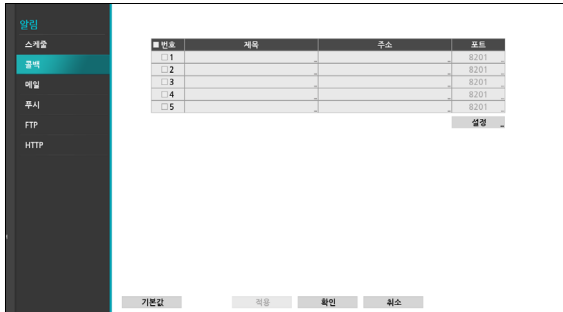 알림
스케줄
콜백
메일
푸시
FTP
HTTP
번호 제목 주소 포트
1 8201
2 8201
3 8201
4 8201
5 8201
설정
기본값 적용 확인 취소